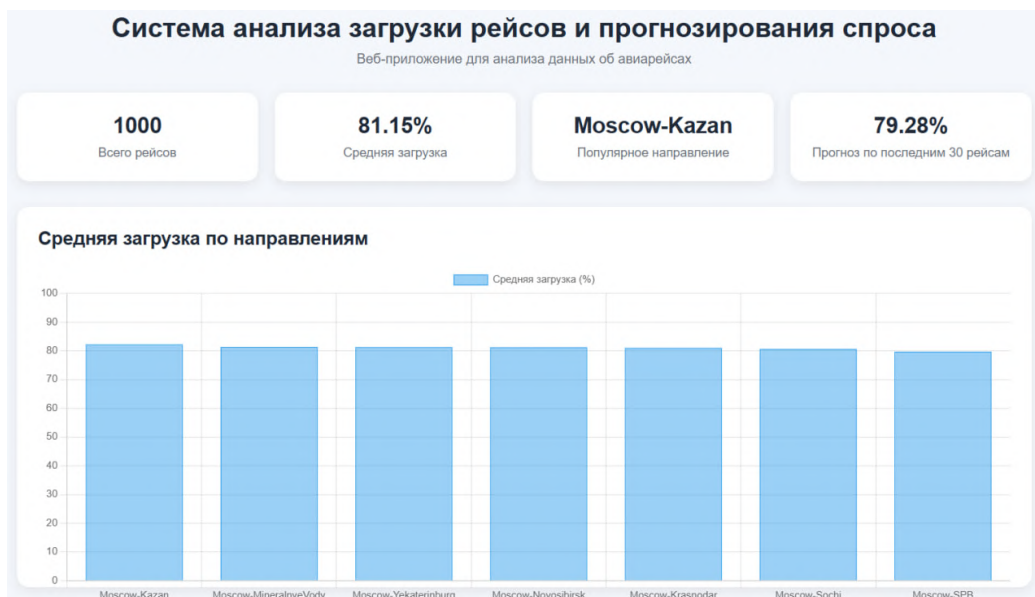 Система анализа загрузки рейсов и прогнозирования спроса
Веб-приложение для анализа данных об авиарейсах
1000
Всего рейсов
81.15%
Средняя загрузка
Moscow-Kazan
Популярное направление
79.28%
Прогноз по последним 30 рейсам
Средняя загрузка по направлениям
Средняя загрузка (%)
100
90
80
70
60
50
40
30
20
10
0
Moscow-Kazan Moscow-MineralnyeVody Moscow-Yekaterinburg Moscow-Novosibirsk Moscow-Krasnodar Moscow-Sochi Moscow-SPB